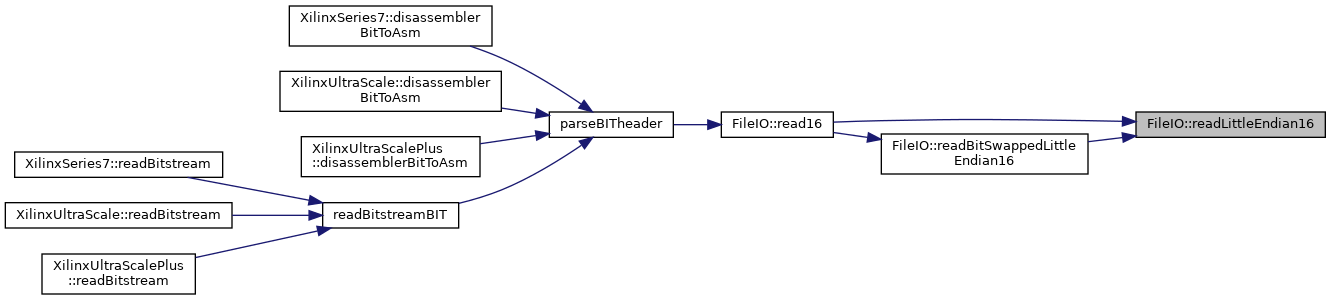 XilinxSeries7::disassembler
BitToAsm
XilinxUltraScale::disassembler
BitToAsm
XilinxUltraScalePlus
::disassemblerBitToAsm
XilinxSeries7::readBitstream
XilinxUltraScale::readBitstream
XilinxUltraScalePlus
::readBitstream
readBitstreamBIT
parseBITheader
FileIO::read16
FileIO::readBitSwappedLittle
Endian16
FileIO::readLittleEndian16